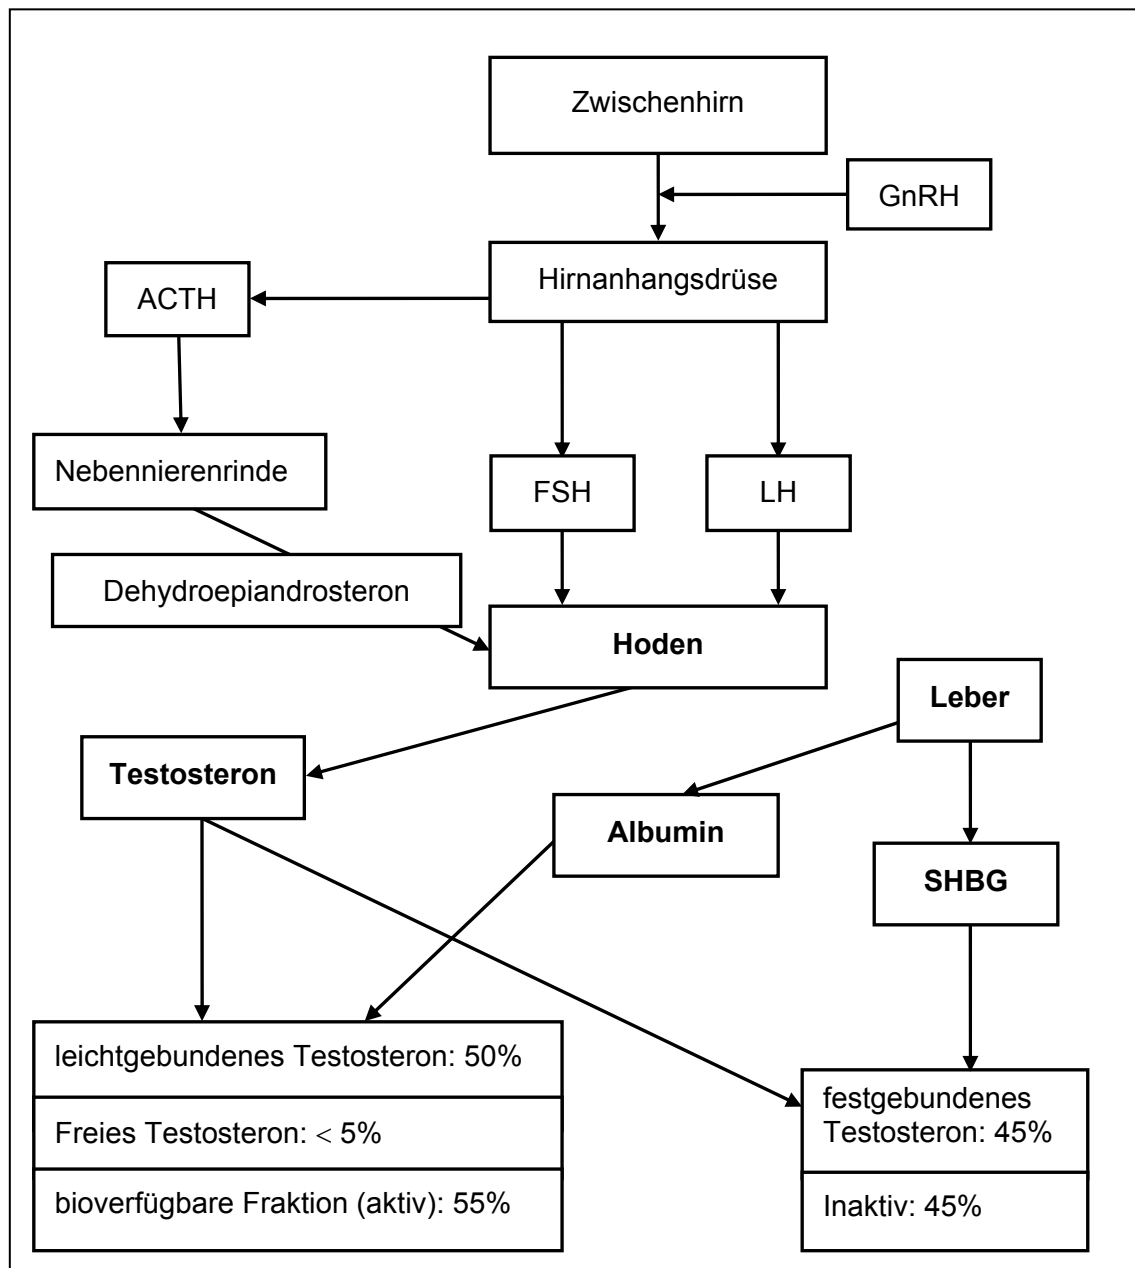 Zwischenhirn
GnRH
Hirnanhangsdrüse
ACTH
Nebennierenrinde
FSH
LH
Dehydroepiandrosteron
Hoden
Leber
Testosteron
Albumin
SHBG
leichtgebundenes Testosteron: 50%
Freies Testosteron: < 5%
bioverfügbare Fraktion (aktiv): 55%
festgebundenes
Testosteron: 45%
Inaktiv: 45%